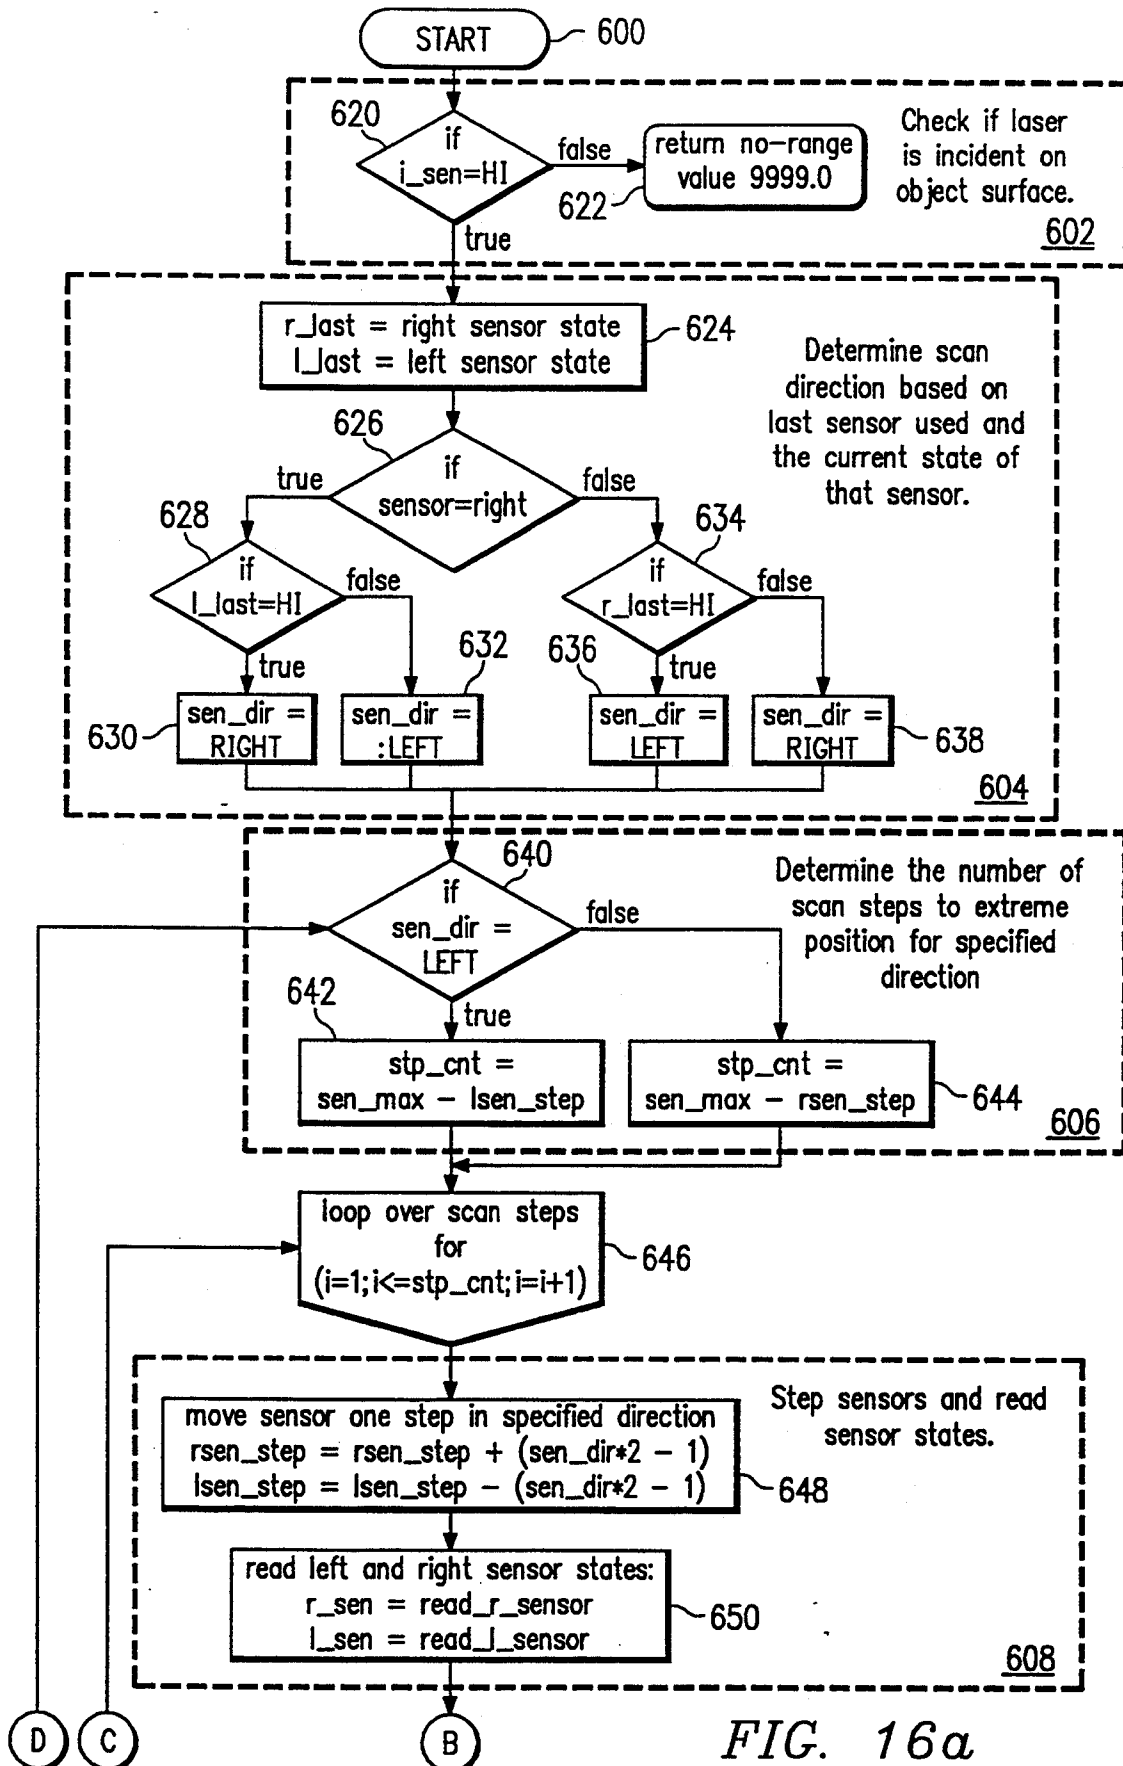 START
600
620
if
i_sen=HI
false
true
return no-range
value 9999.0
622
Check if laser
is incident on
object surface.
602
r_last = right sensor state
l_last = left sensor state
624
Determine scan
direction based on
last sensor used and
the current state of
that sensor.
626
if
sensor=right
true
false
628
if
l_last=HI
false
true
634
if
r_last=HI
false
true
630
sen_dir =
RIGHT
632
sen_dir =
:LEFT
636
sen_dir =
LEFT
sen_dir =
RIGHT
638
604
640
if
sen_dir =
LEFT
false
true
Determine the number of
scan steps to extreme
position for specified
direction
642
stp_cnt =
sen_max - lsen_step
stp_cnt =
sen_max - rsen_step
644
606
loop over scan steps
for
(i=1;i<=stp_cnt;i=i+1)
646
Step sensors and read
sensor states.
move sensor one step in specified direction
rsen_step = rsen_step + (sen_dir*2 - 1)
lsen_step = lsen_step - (sen_dir*2 - 1)
648
read left and right sensor states:
r_sen = read_r_sensor
l_sen = read_l_sensor
650
608
D
C
B
FIG. 16a